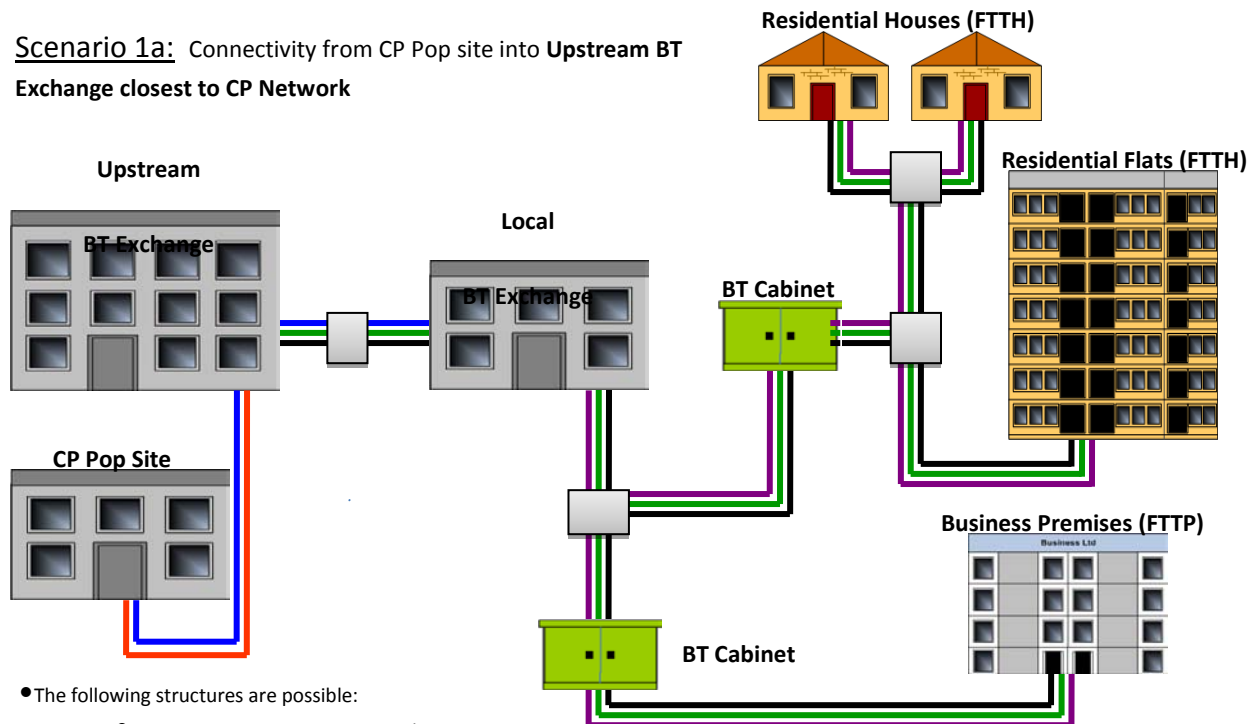 Scenario 1a: Connectivity from CP Pop site into Upstream BT
Exchange closest to CP Network
Residential Houses (FTTH)
Upstream
BT Exchange
Local
BT Exchange
BT Cabinet
Residential Flats (FTTH)
CP Pop Site
Business Premises (FTTP)
Business Ltd
BT Cabinet
•The following structures are possible: